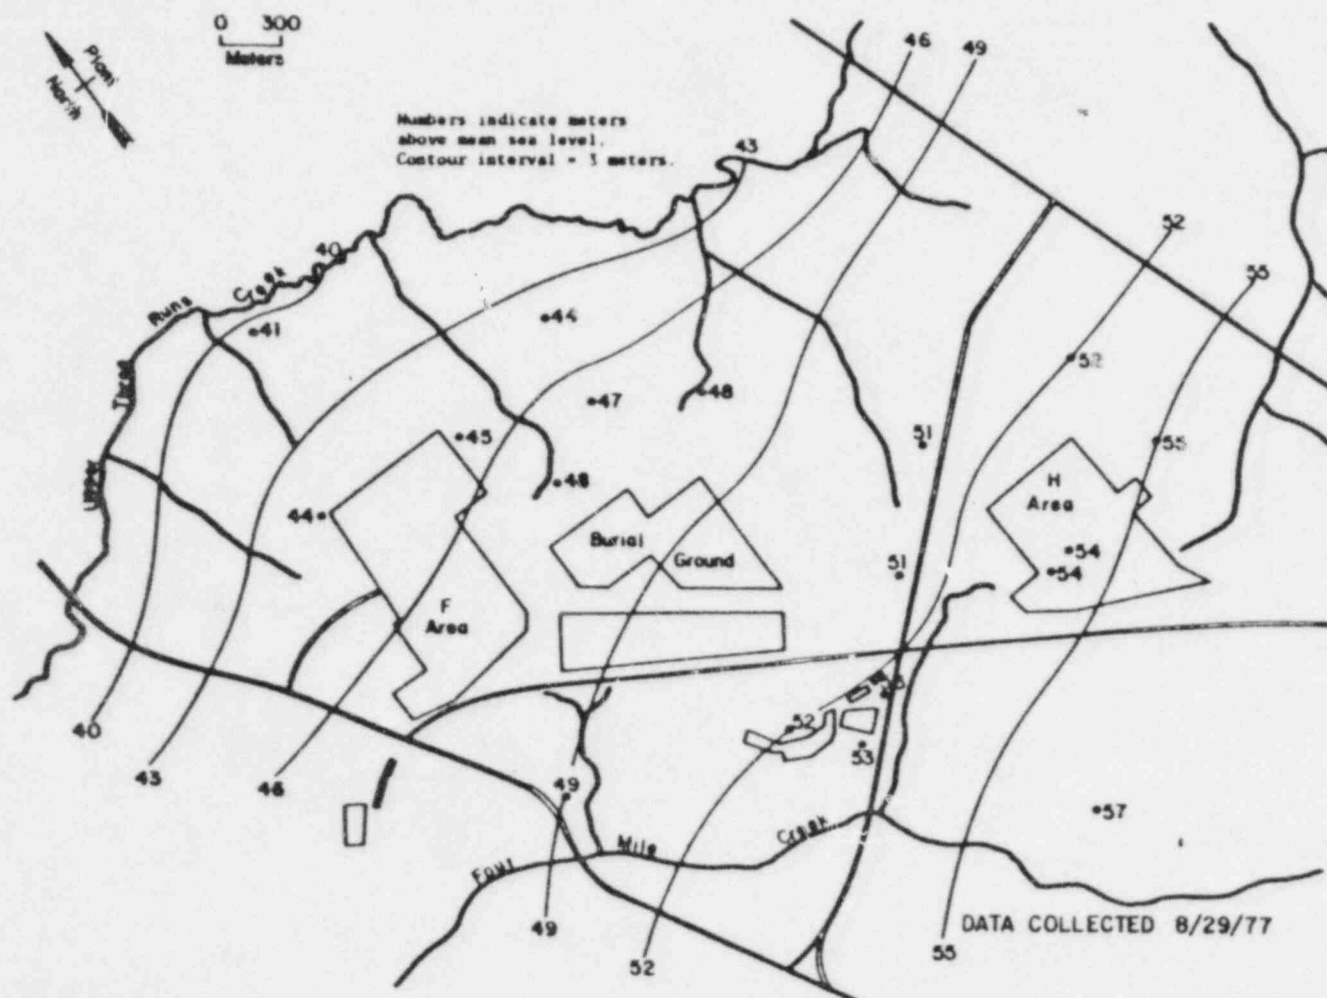 0 300
Meters
Plant
North
Numbers indicate meters
above mean sea level.
Contour interval = 3 meters.
46
49
43
52
40
55
Upper Three Runs Creek
41
44
52
47
48
45
51
55
48
H
Area
44
Burial
Ground
54
51
54
F
Area
52
40
53
43
46
49
57
Four Mile Creek
49
DATA COLLECTED 8/29/77
55
52